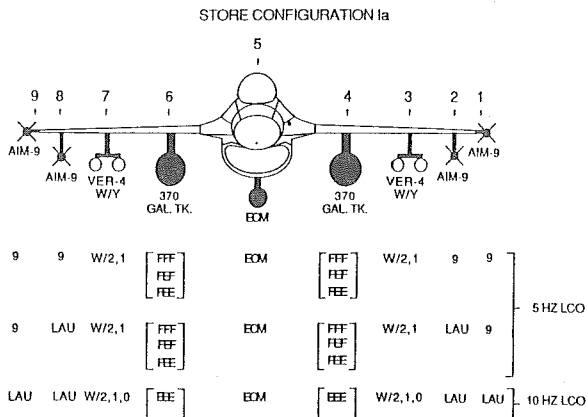 STORE CONFIGURATION Ia
5
9 8 7 6 4 3 2 1
AIM-9 AIM-9 VER-4 W/Y 370 GAL. TK. ECM 370 GAL. TK. VER-4 W/Y AIM-9 AIM-9
9 9 W/2,1 FFF ECM FFF W/2,1 9 9
FEF FEF
FEE FEE
5 HZ LCO
9 LAU W/2,1 FFF ECM FFF W/2,1 LAU 9
FEF FEF
FEE FEE
LAU LAU W/2,1,0 EEE ECM EEE W/2,1,0 LAU LAU 10 HZ LCO